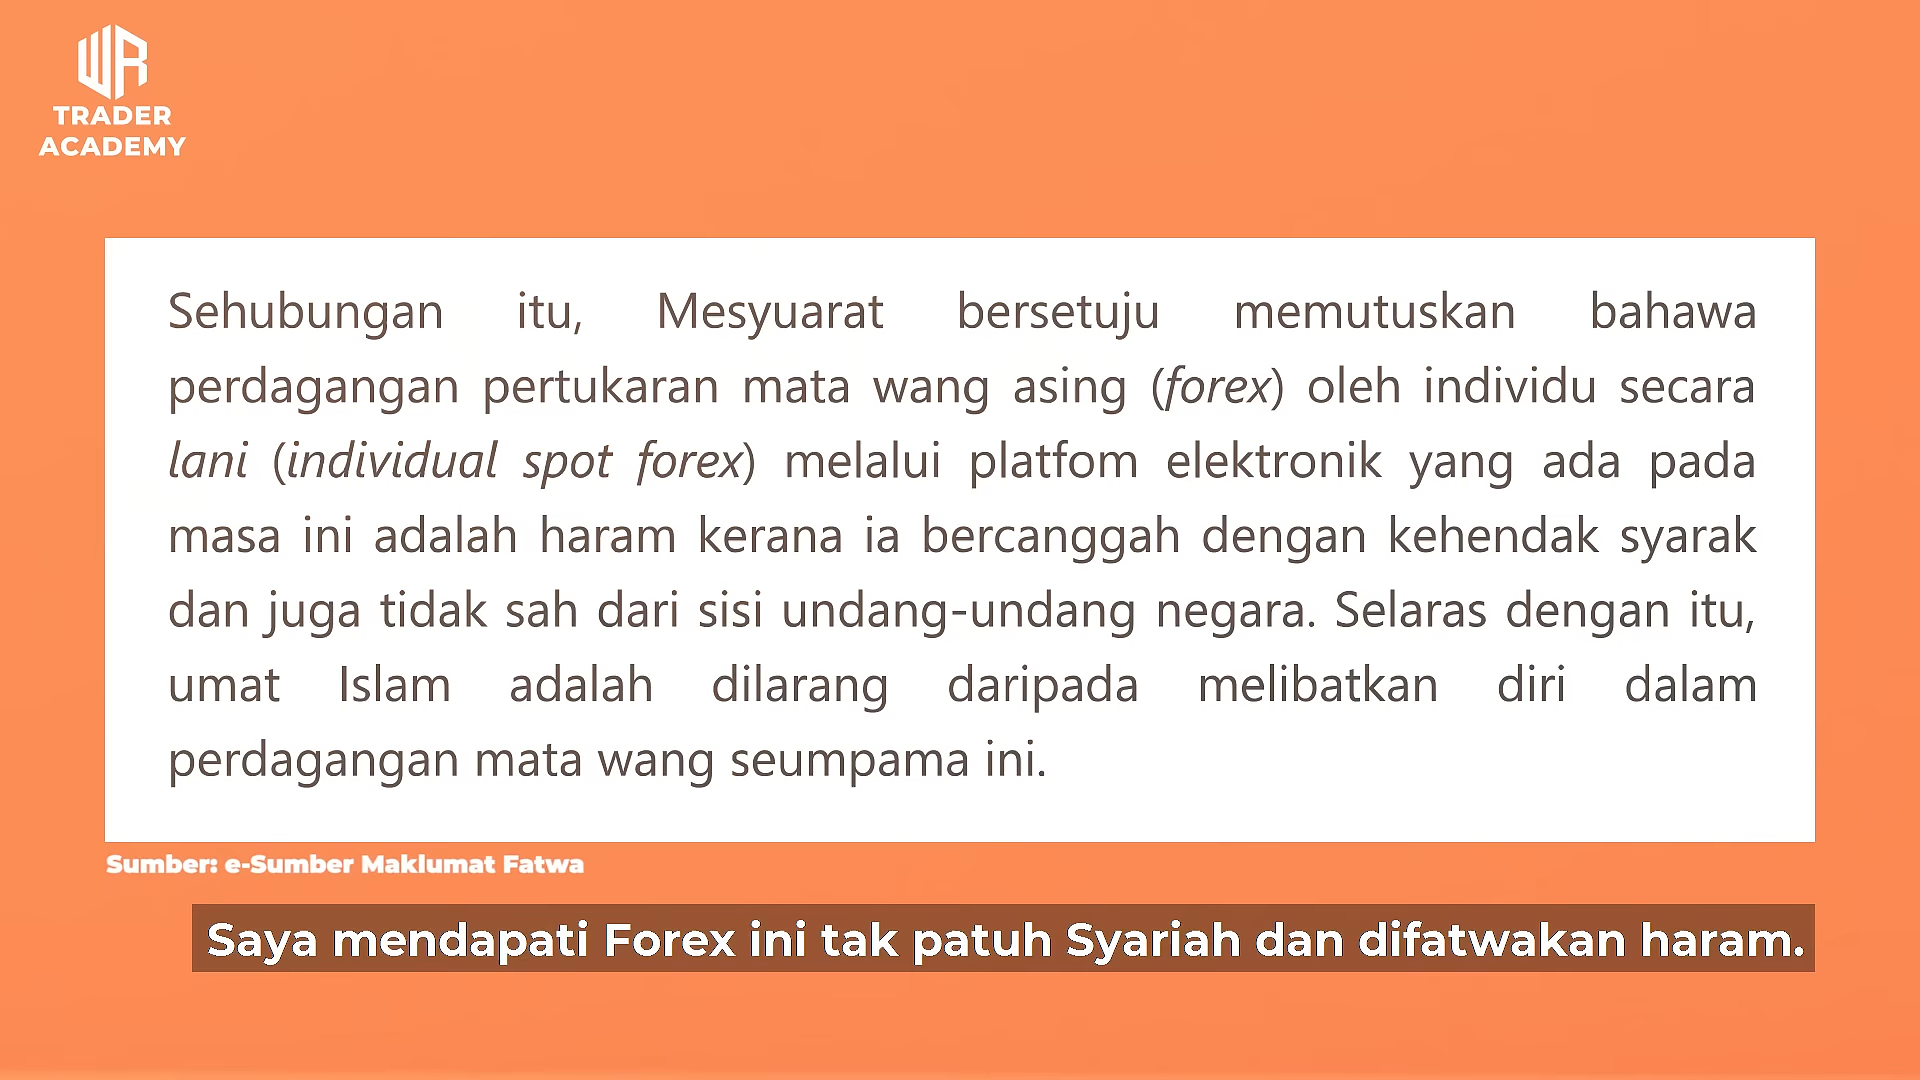 WR
TRADER
ACADEMY
Sehubungan itu, Mesyuarat bersetuju memutuskan bahawa
perdagangan pertukaran mata wang asing (forex) oleh individu secara
lani (individual spot forex) melalui platfom elektronik yang ada pada
masa ini adalah haram kerana ia bercanggah dengan kehendak syarak
dan juga tidak sah dari sisi undang-undang negara. Selaras dengan itu,
umat Islam adalah dilarang daripada melibatkan diri dalam
perdagangan mata wang seumpama ini.
Sumber: e-Sumber Maklumat Fatwa
Saya mendapati Forex ini tak patuh Syariah dan difatwakan haram.